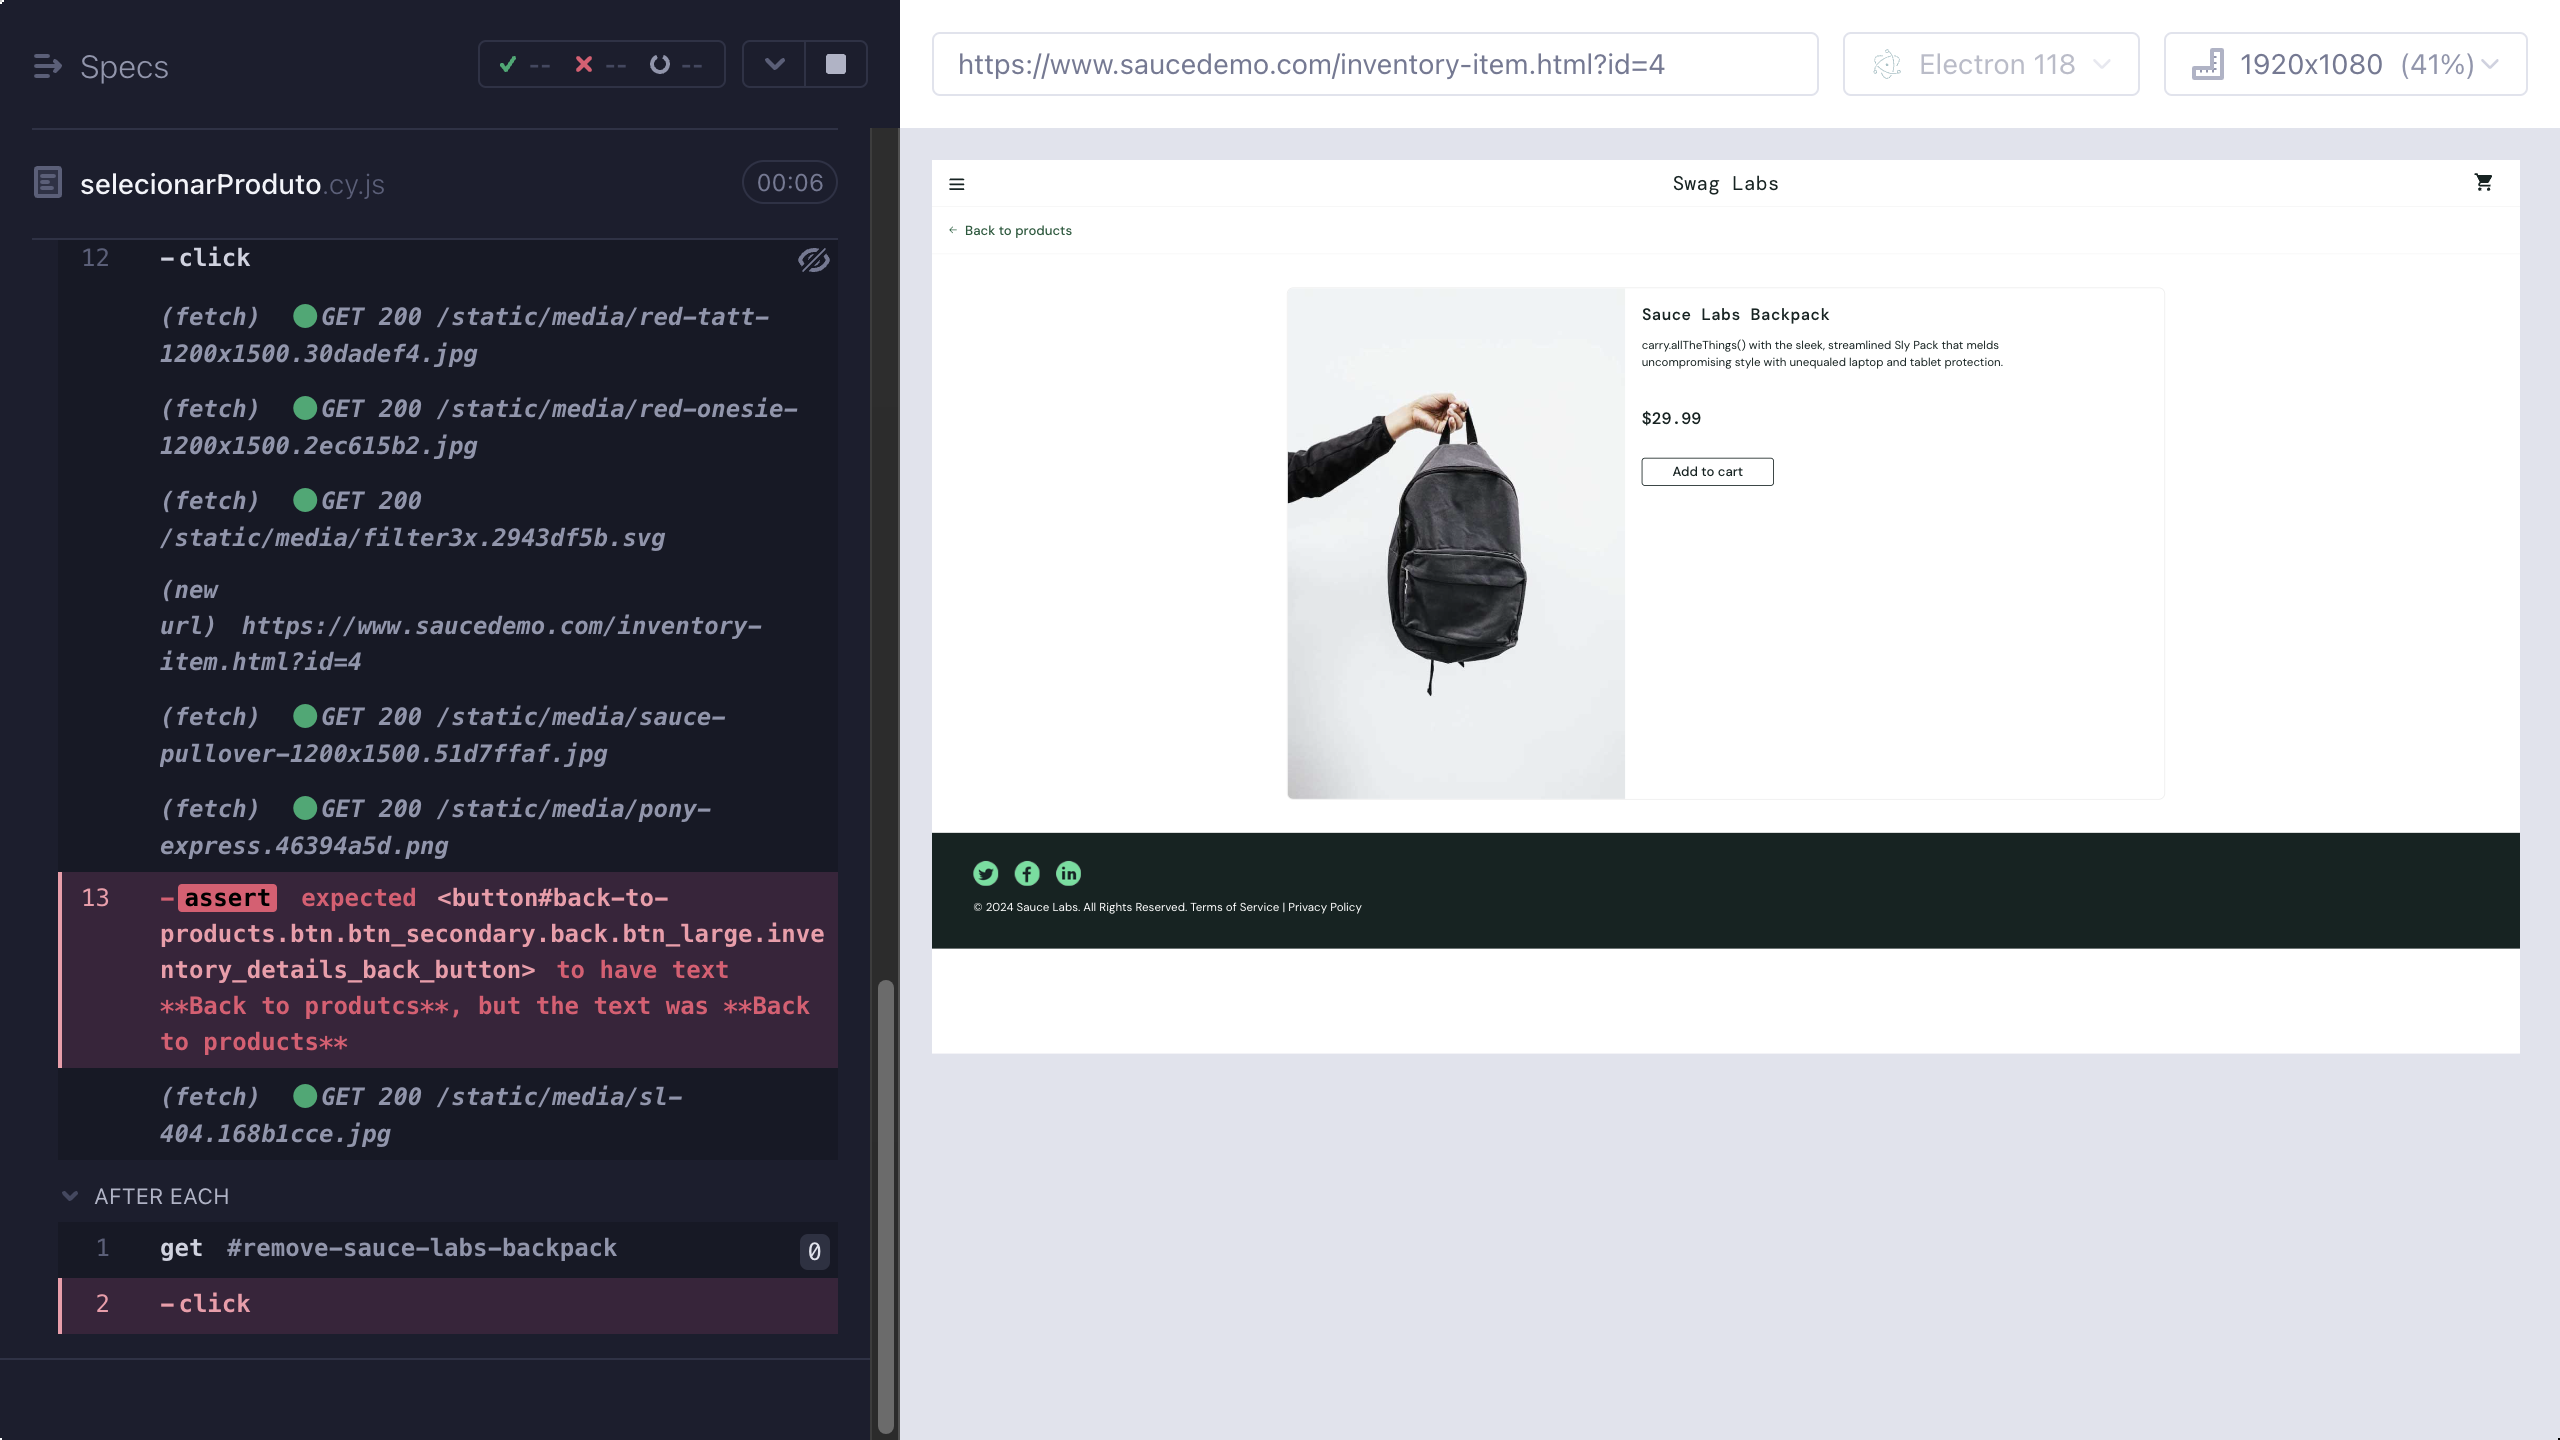 Specs
-- -- --
selecionarProduto.cy.js 00:06
12 -click
(fetch) GET 200 /static/media/red-tatt-
1200x1500.30dadef4.jpg
(fetch) GET 200 /static/media/red-onesie-
1200x1500.2ec615b2.jpg
(fetch) GET 200
/static/media/filter3x.2943df5b.svg
(new
url) https://www.saucedemo.com/inventory-
item.html?id=4
(fetch) GET 200 /static/media/sauce-
pullover-1200x1500.51d7ffaf.jpg
(fetch) GET 200 /static/media/pony-
express.46394a5d.png
13 -assert expected <button#back-to-
products.btn.btn_secondary.back.btn_large.inve
ntory_details_back_button> to have text
**Back to produtcs**, but the text was **Back
to products**
(fetch) GET 200 /static/media/sl-
404.168b1cce.jpg
AFTER EACH
1 get #remove-sauce-labs-backpack 0
2 -click
https://www.saucedemo.com/inventory-item.html?id=4
Electron 118
1920x1080 (41%)
Swag Labs
Back to products
Sauce Labs Backpack
carry.allTheThings() with the sleek, streamlined Sly Pack that melds
uncompromising style with unequaled laptop and tablet protection.
$29.99
Add to cart
© 2024 Sauce Labs. All Rights Reserved. Terms of Service | Privacy Policy